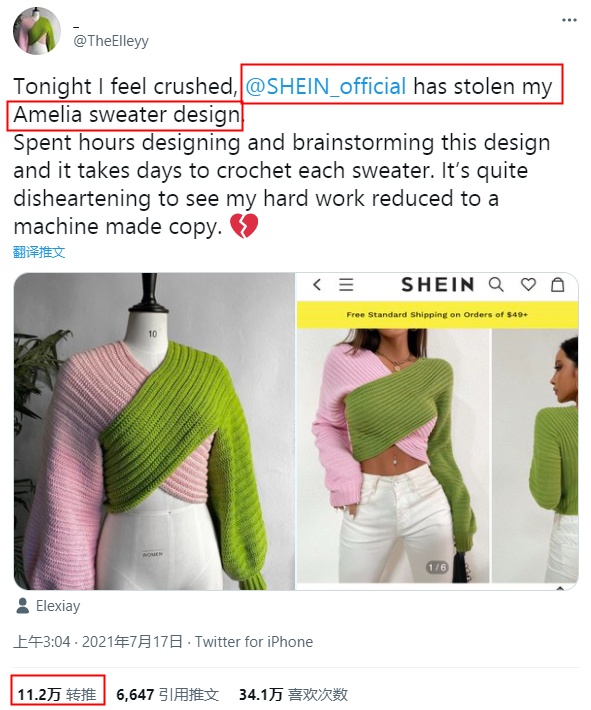 _
@TheElleyy
Tonight I feel crushed, @SHEIN_official has stolen my
Amelia sweater design.
Spent hours designing and brainstorming this design
and it takes days to crochet each sweater. It’s quite
disheartening to see my hard work reduced to a
machine made copy. 💔
翻译推文
10
WOMEN
SHEIN
Free Standard Shipping on Orders of $49+
1/6
Elexiay
上午3:04 · 2021年7月17日 · Twitter for iPhone
11.2万 转推 6,647 引用推文 34.1万 喜欢次数